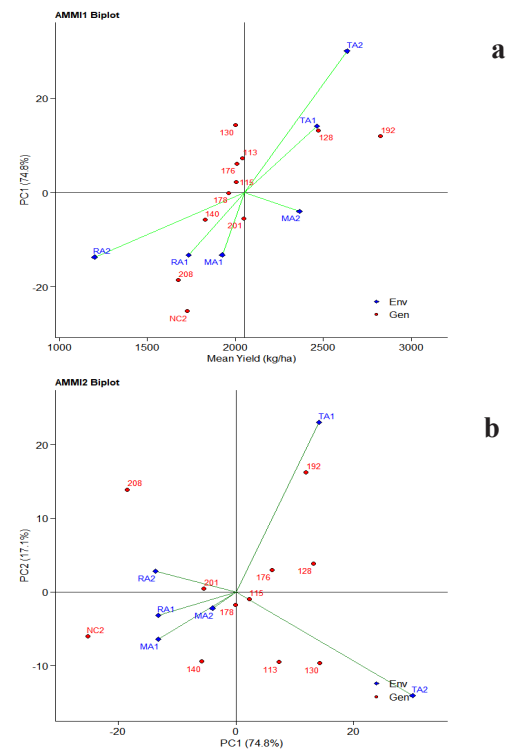 AMMI1 Biplot
a
TA2
20
TA1
130
128
192
113
176
115
PC1 (74.8%)
0
178
140
MA2
201
RA2
RA1
MA1
208
-20
NC2
Env
Gen
1000
1500
2000
2500
3000
Mean Yield (kg/ha)
AMMI2 Biplot
b
TA1
20
192
208
10
PC2 (17.1%)
RA2
176
128
201
115
0
RA1
MA2
178
NC2
MA1
140
113
130
-10
Env
TA2
Gen
-20
0
20
PC1 (74.8%)